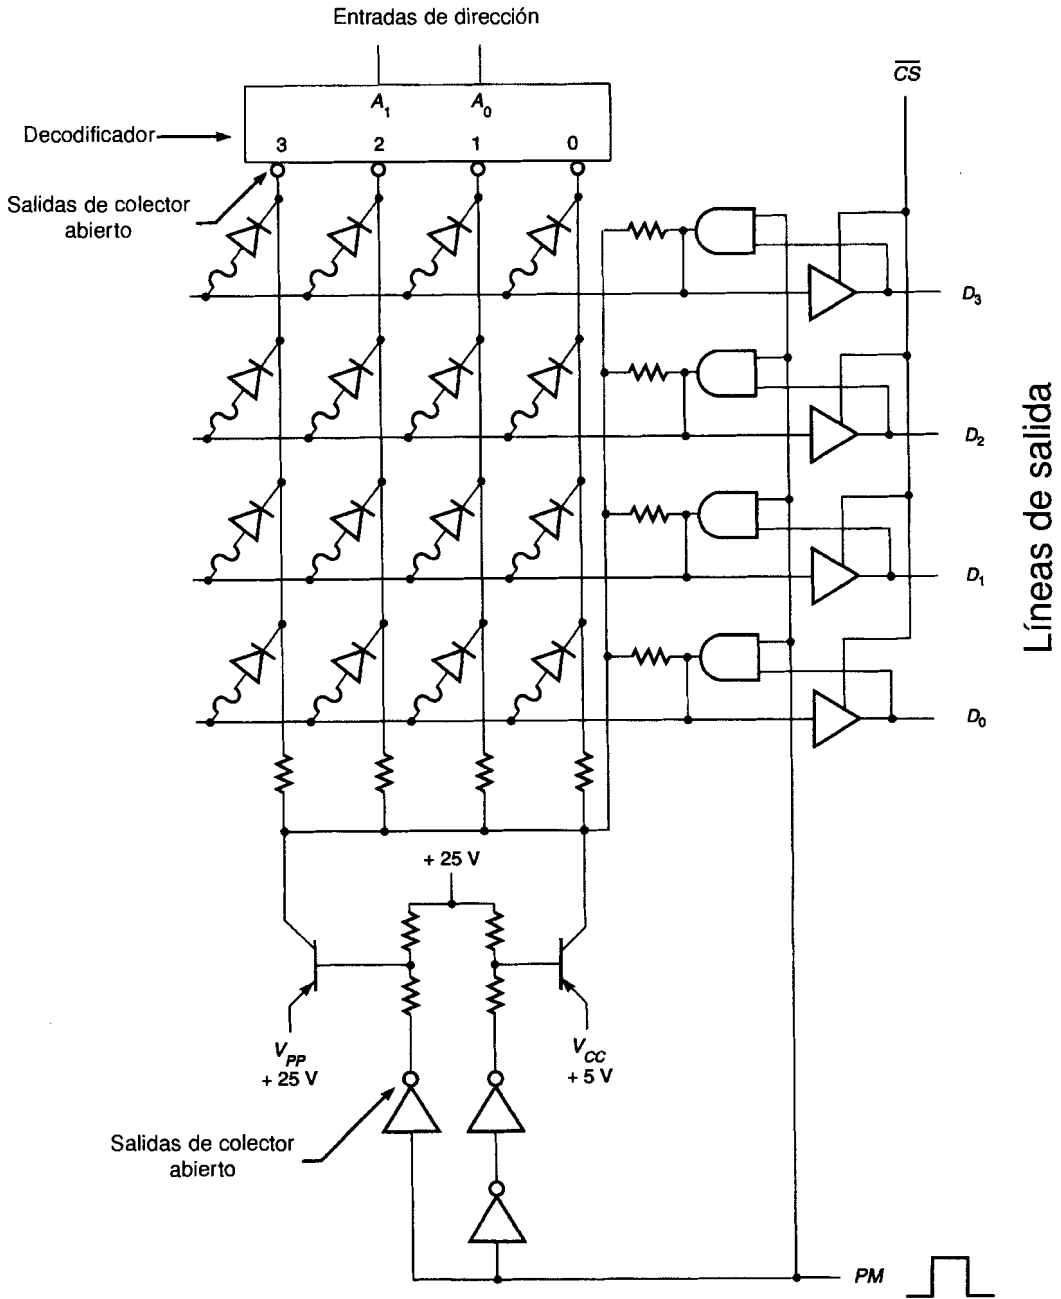 Entradas de dirección
CS
A1 A0
Decodificador
3 2 1 0
Salidas de colector
abierto
D3
D2
D1
D0
Líneas de salida
+ 25 V
VPP
+ 25 V
VCC
+ 5 V
Salidas de colector
abierto
PM